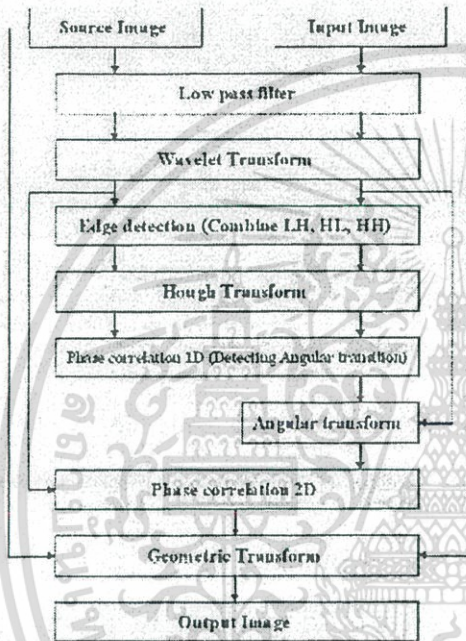 Source Image
Input Image
Low pass filter
Wavelet Transform
Edge detection (Combine LH, HL, HH)
Hough Transform
Phase correlation 1D (Detecting Angular transition)
Angular transform
Phase correlation 2D
Geometric Transform
Output Image